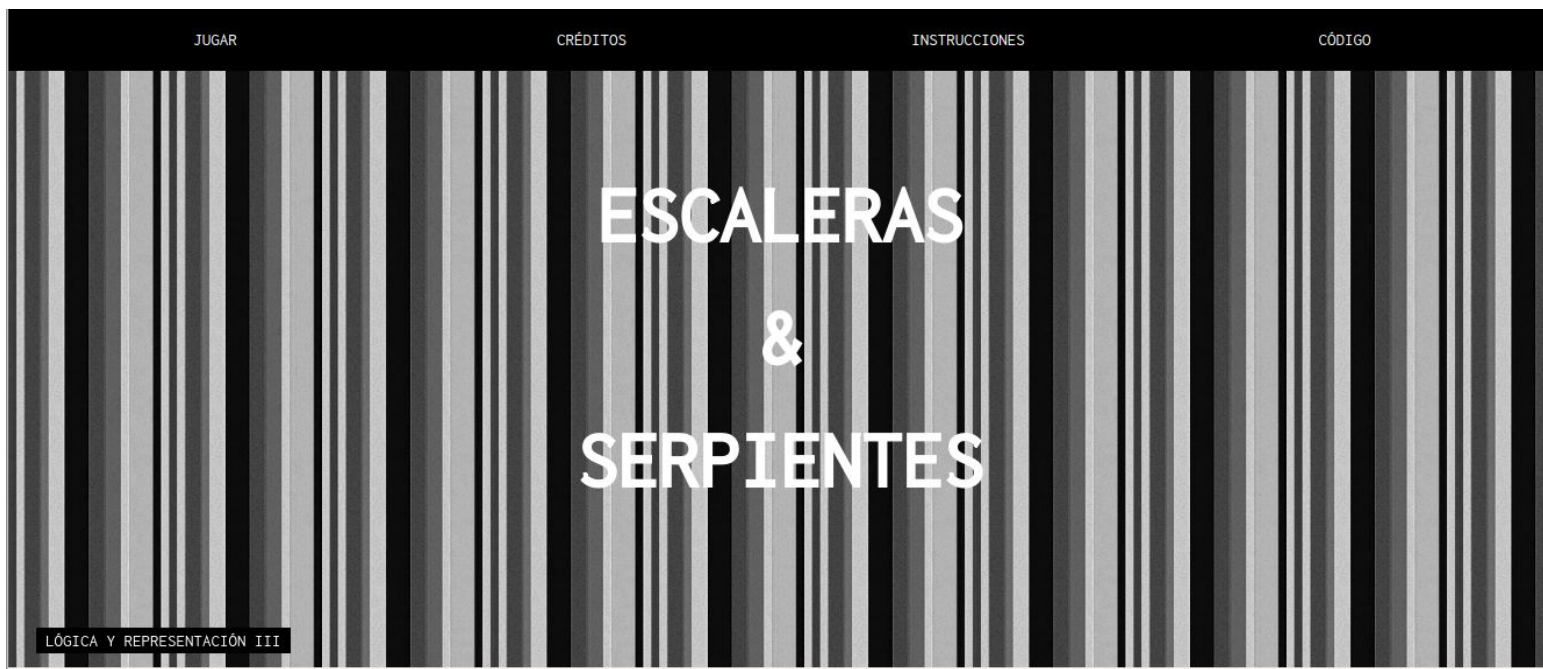 JUGAR CRÉDITOS INSTRUCCIONES CÓDIGO
ESCALERAS
&
SERPIENTES
LÓGICA Y REPRESENTACIÓN III